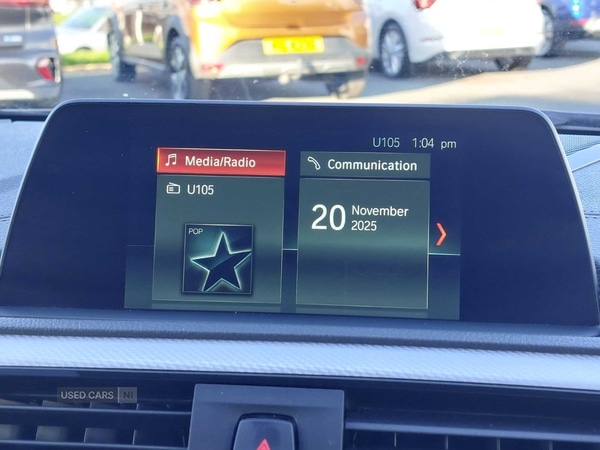 U105 1:04 pm
Media/Radio
Communication
U105
20 November
2025
POP
USED CARS NI